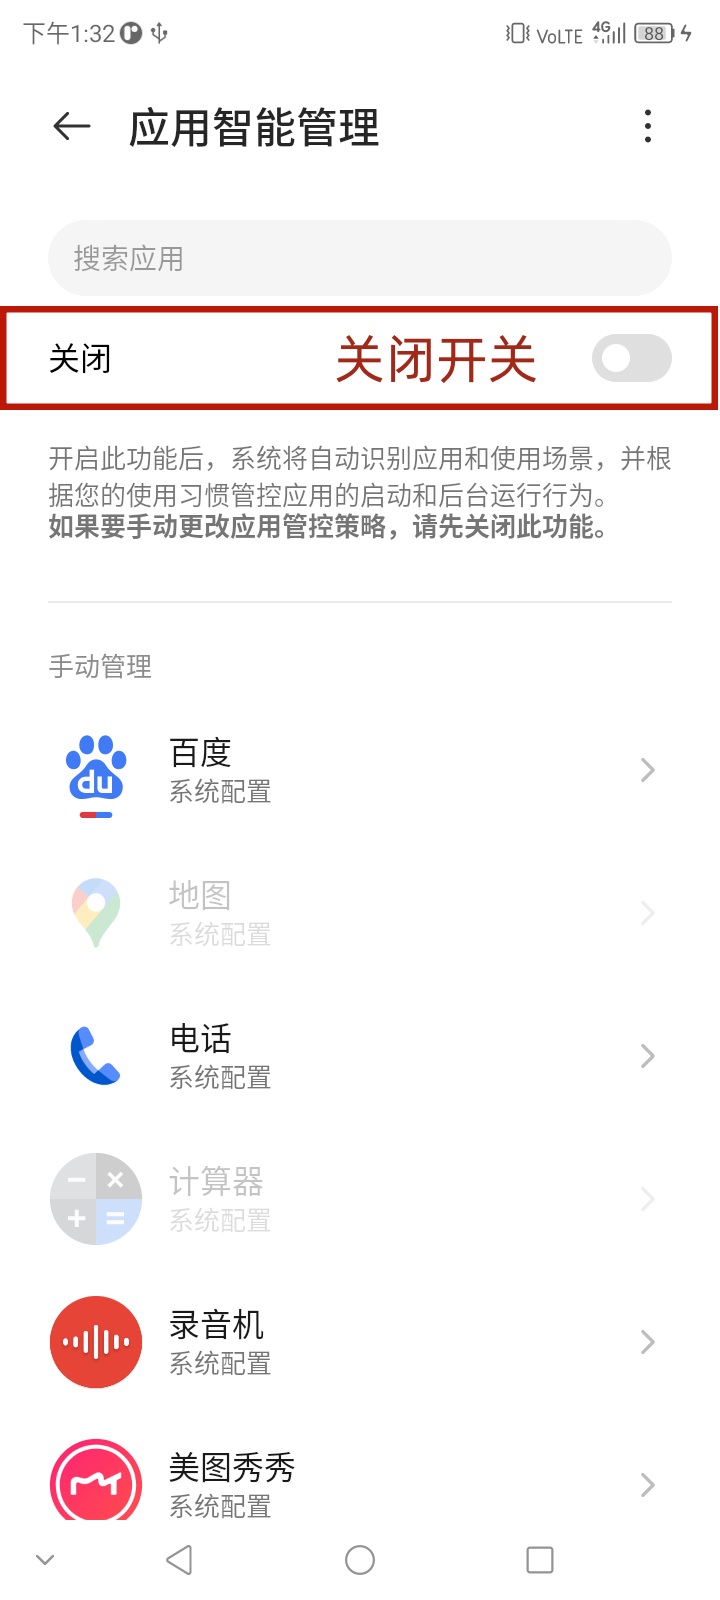 下午1:32
VoLTE 4G 88
应用智能管理
搜索应用
关闭 关闭开关
开启此功能后，系统将自动识别应用和使用场景，并根
据您的使用习惯管控应用的启动和后台运行行为。
如果要手动更改应用管控策略，请先关闭此功能。
手动管理
du
百度
系统配置
地图
系统配置
电话
系统配置
计算器
系统配置
录音机
系统配置
美图秀秀
系统配置